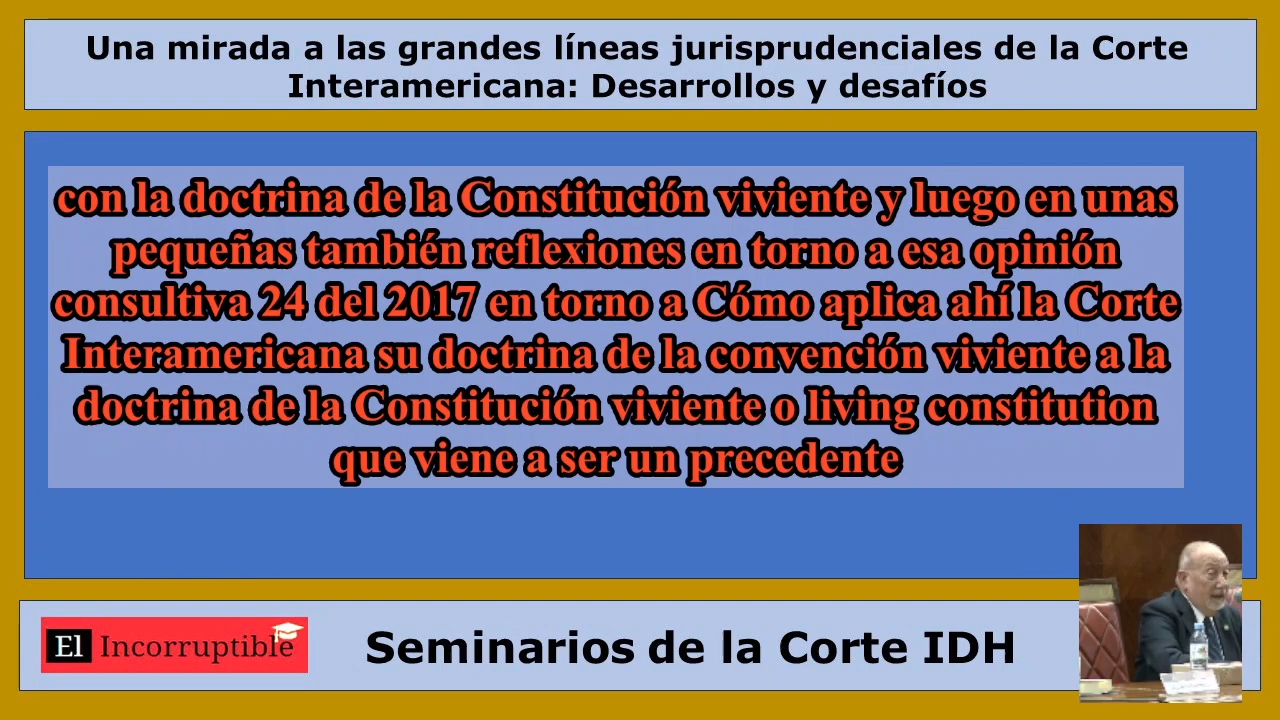 Una mirada a las grandes líneas jurisprudenciales de la Corte
Interamericana: Desarrollos y desafíos
con la doctrina de la Constitución viviente y luego en unas
pequeñas también reflexiones en torno a esa opinión
consultiva 24 del 2017 en torno a Cómo aplica ahí la Corte
Interamericana su doctrina de la convención viviente a la
doctrina de la Constitución viviente o living constitution
que viene a ser un precedente
El Incorruptible
Seminarios de la Corte IDH